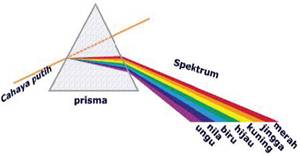 Spektrum
Cahaya putih
prisma
merah
jingga
kuning
hijau
biru
nila
ungu